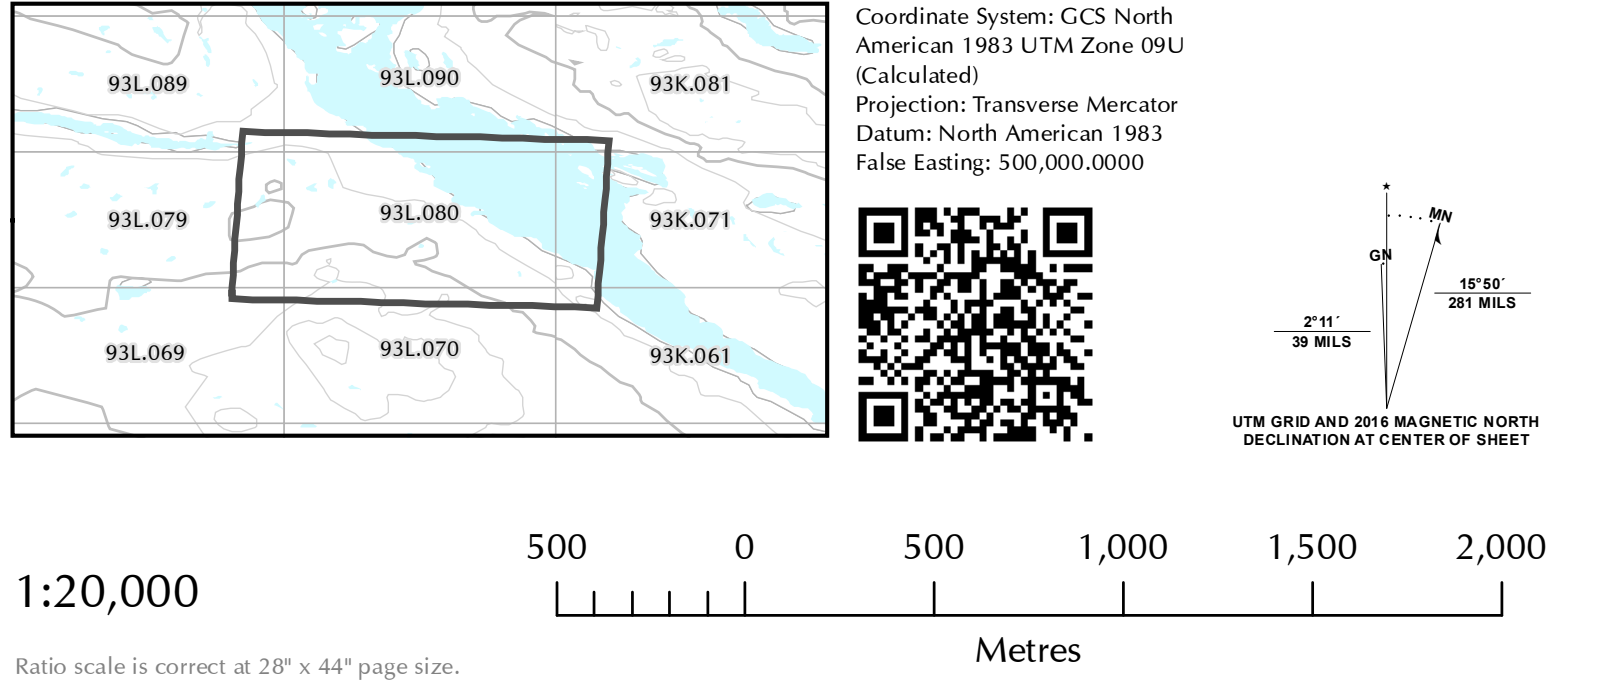 93L.089
93L.090
93K.081
93L.079
93L.080
93K.071
93L.069
93L.070
93K.061
Coordinate System: GCS North
American 1983 UTM Zone 09U
(Calculated)
Projection: Transverse Mercator
Datum: North American 1983
False Easting: 500,000.0000
MN
GN
15°50´
281 MILS
2°11´
39 MILS
UTM GRID AND 2016 MAGNETIC NORTH
DECLINATION AT CENTER OF SHEET
500 0 500 1,000 1,500 2,000
1:20,000
Metres
Ratio scale is correct at 28" x 44" page size.